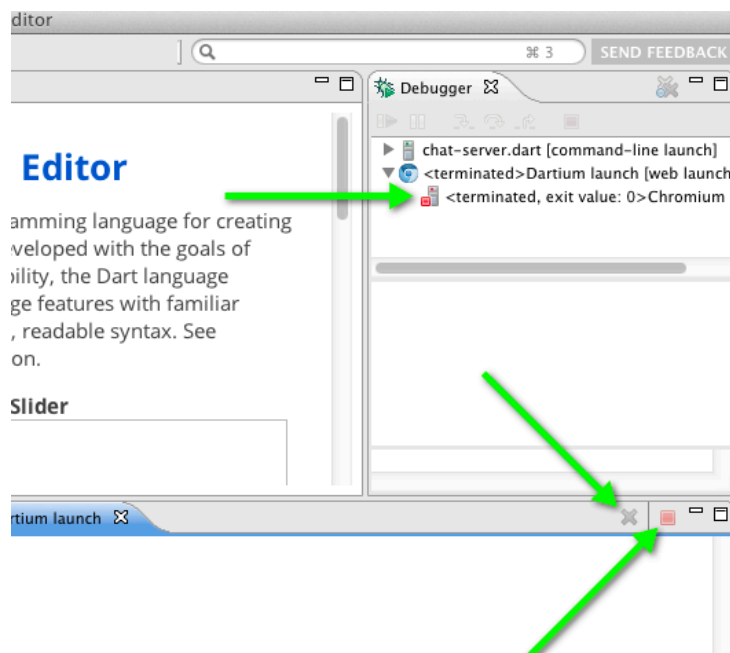 ditor
⌘ 3
SEND FEEDBACK
Debugger
chat-server.dart [command-line launch]
<terminated>Dartium launch [web launch
<terminated, exit value: 0>Chromium
Editor
amming language for creating
veloped with the goals of
bility, the Dart language
ge features with familiar
, readable syntax. See
on.
Slider
rtium launch